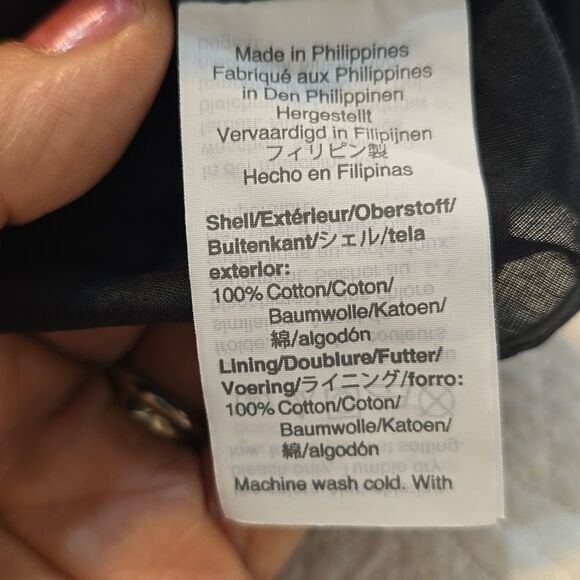 Made in Philippines
Fabriqué aux Philippines
in Den Philippinen
Hergestellt
Vervaardigd in Filipijnen
フィリピン製
Hecho en Filipinas
Shell/Extérieur/Oberstoff/
Buitenkant/シェル/tela
exterior:
100% Cotton/Coton/
Baumwolle/Katoen/
綿/algodón
Lining/Doublure/Futter/
Voering/ライニング/forro:
100% Cotton/Coton/
Baumwolle/Katoen/
綿/algodón
Machine wash cold. With